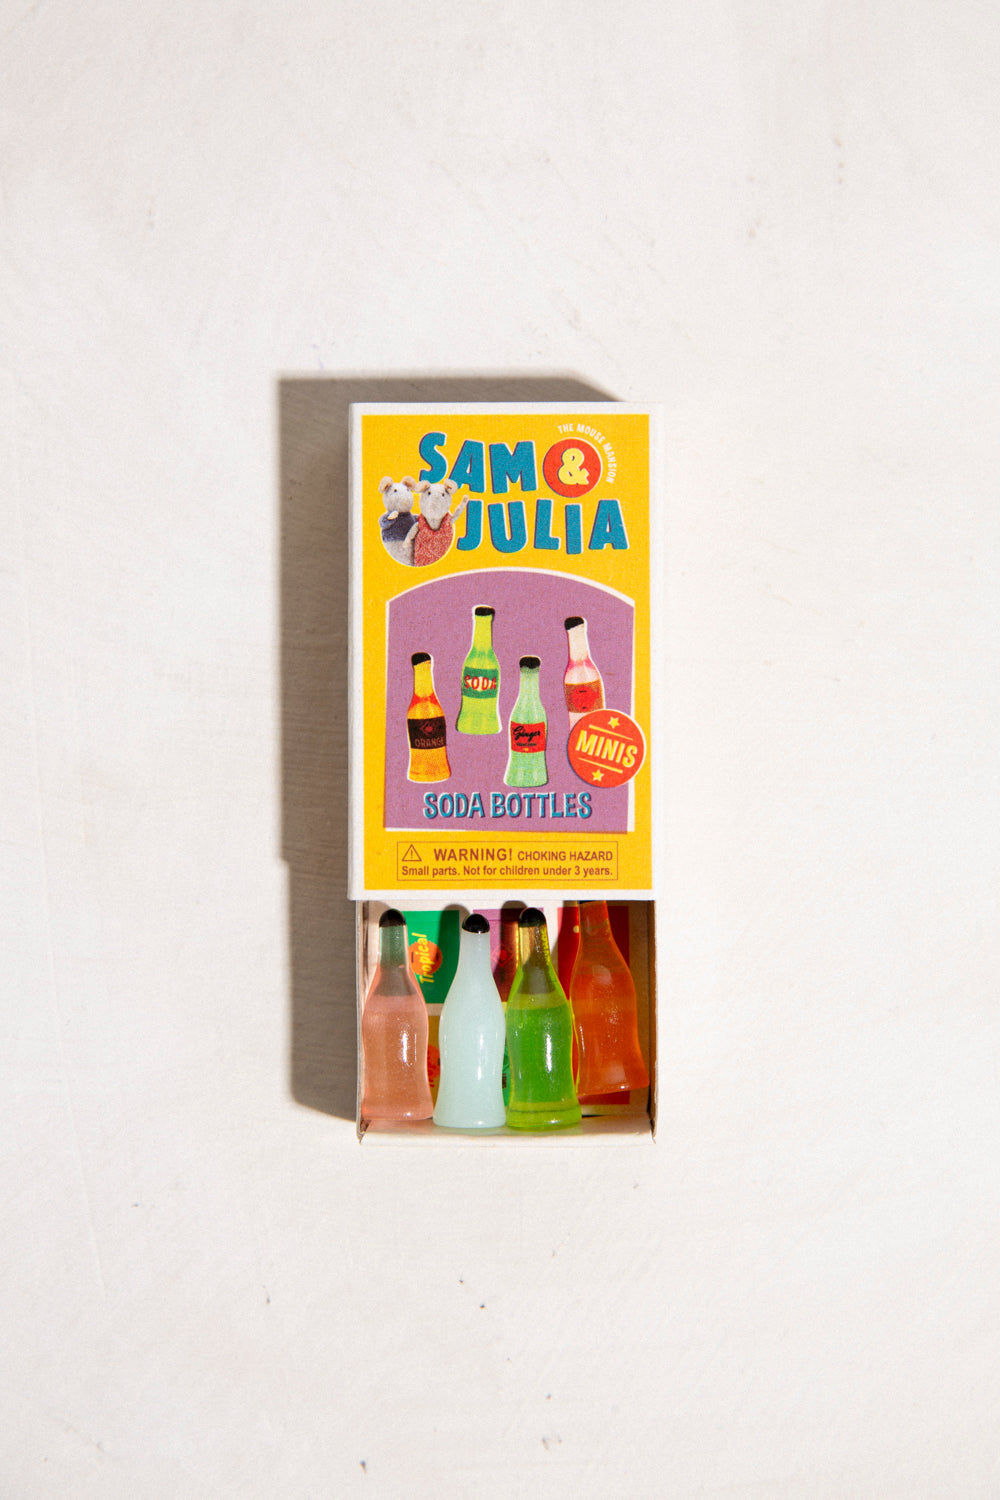 THE MOUSE MANSION
SAM &
JULIA
SODA
ORANGE
Ginger
MINIS
SODA BOTTLES
WARNING! CHOKING HAZARD
Small parts. Not for children under 3 years.
Tropical